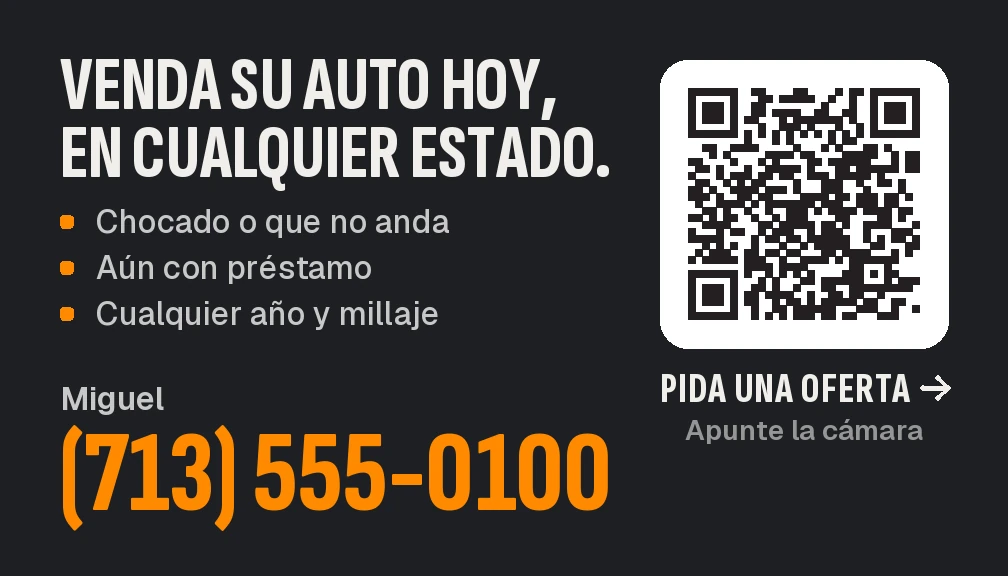 VENDA SU AUTO HOY,
EN CUALQUIER ESTADO.
Chocado o que no anda
Aún con préstamo
Cualquier año y millaje
Miguel
(713) 555-0100
PIDA UNA OFERTA →
Apunte la cámara